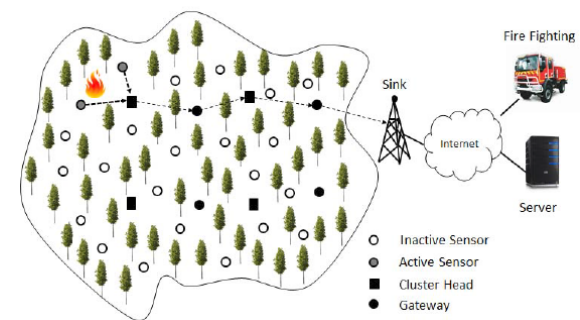 Fire Fighting
Sink
Internet
Server
Inactive Sensor
Active Sensor
Cluster Head
Gateway